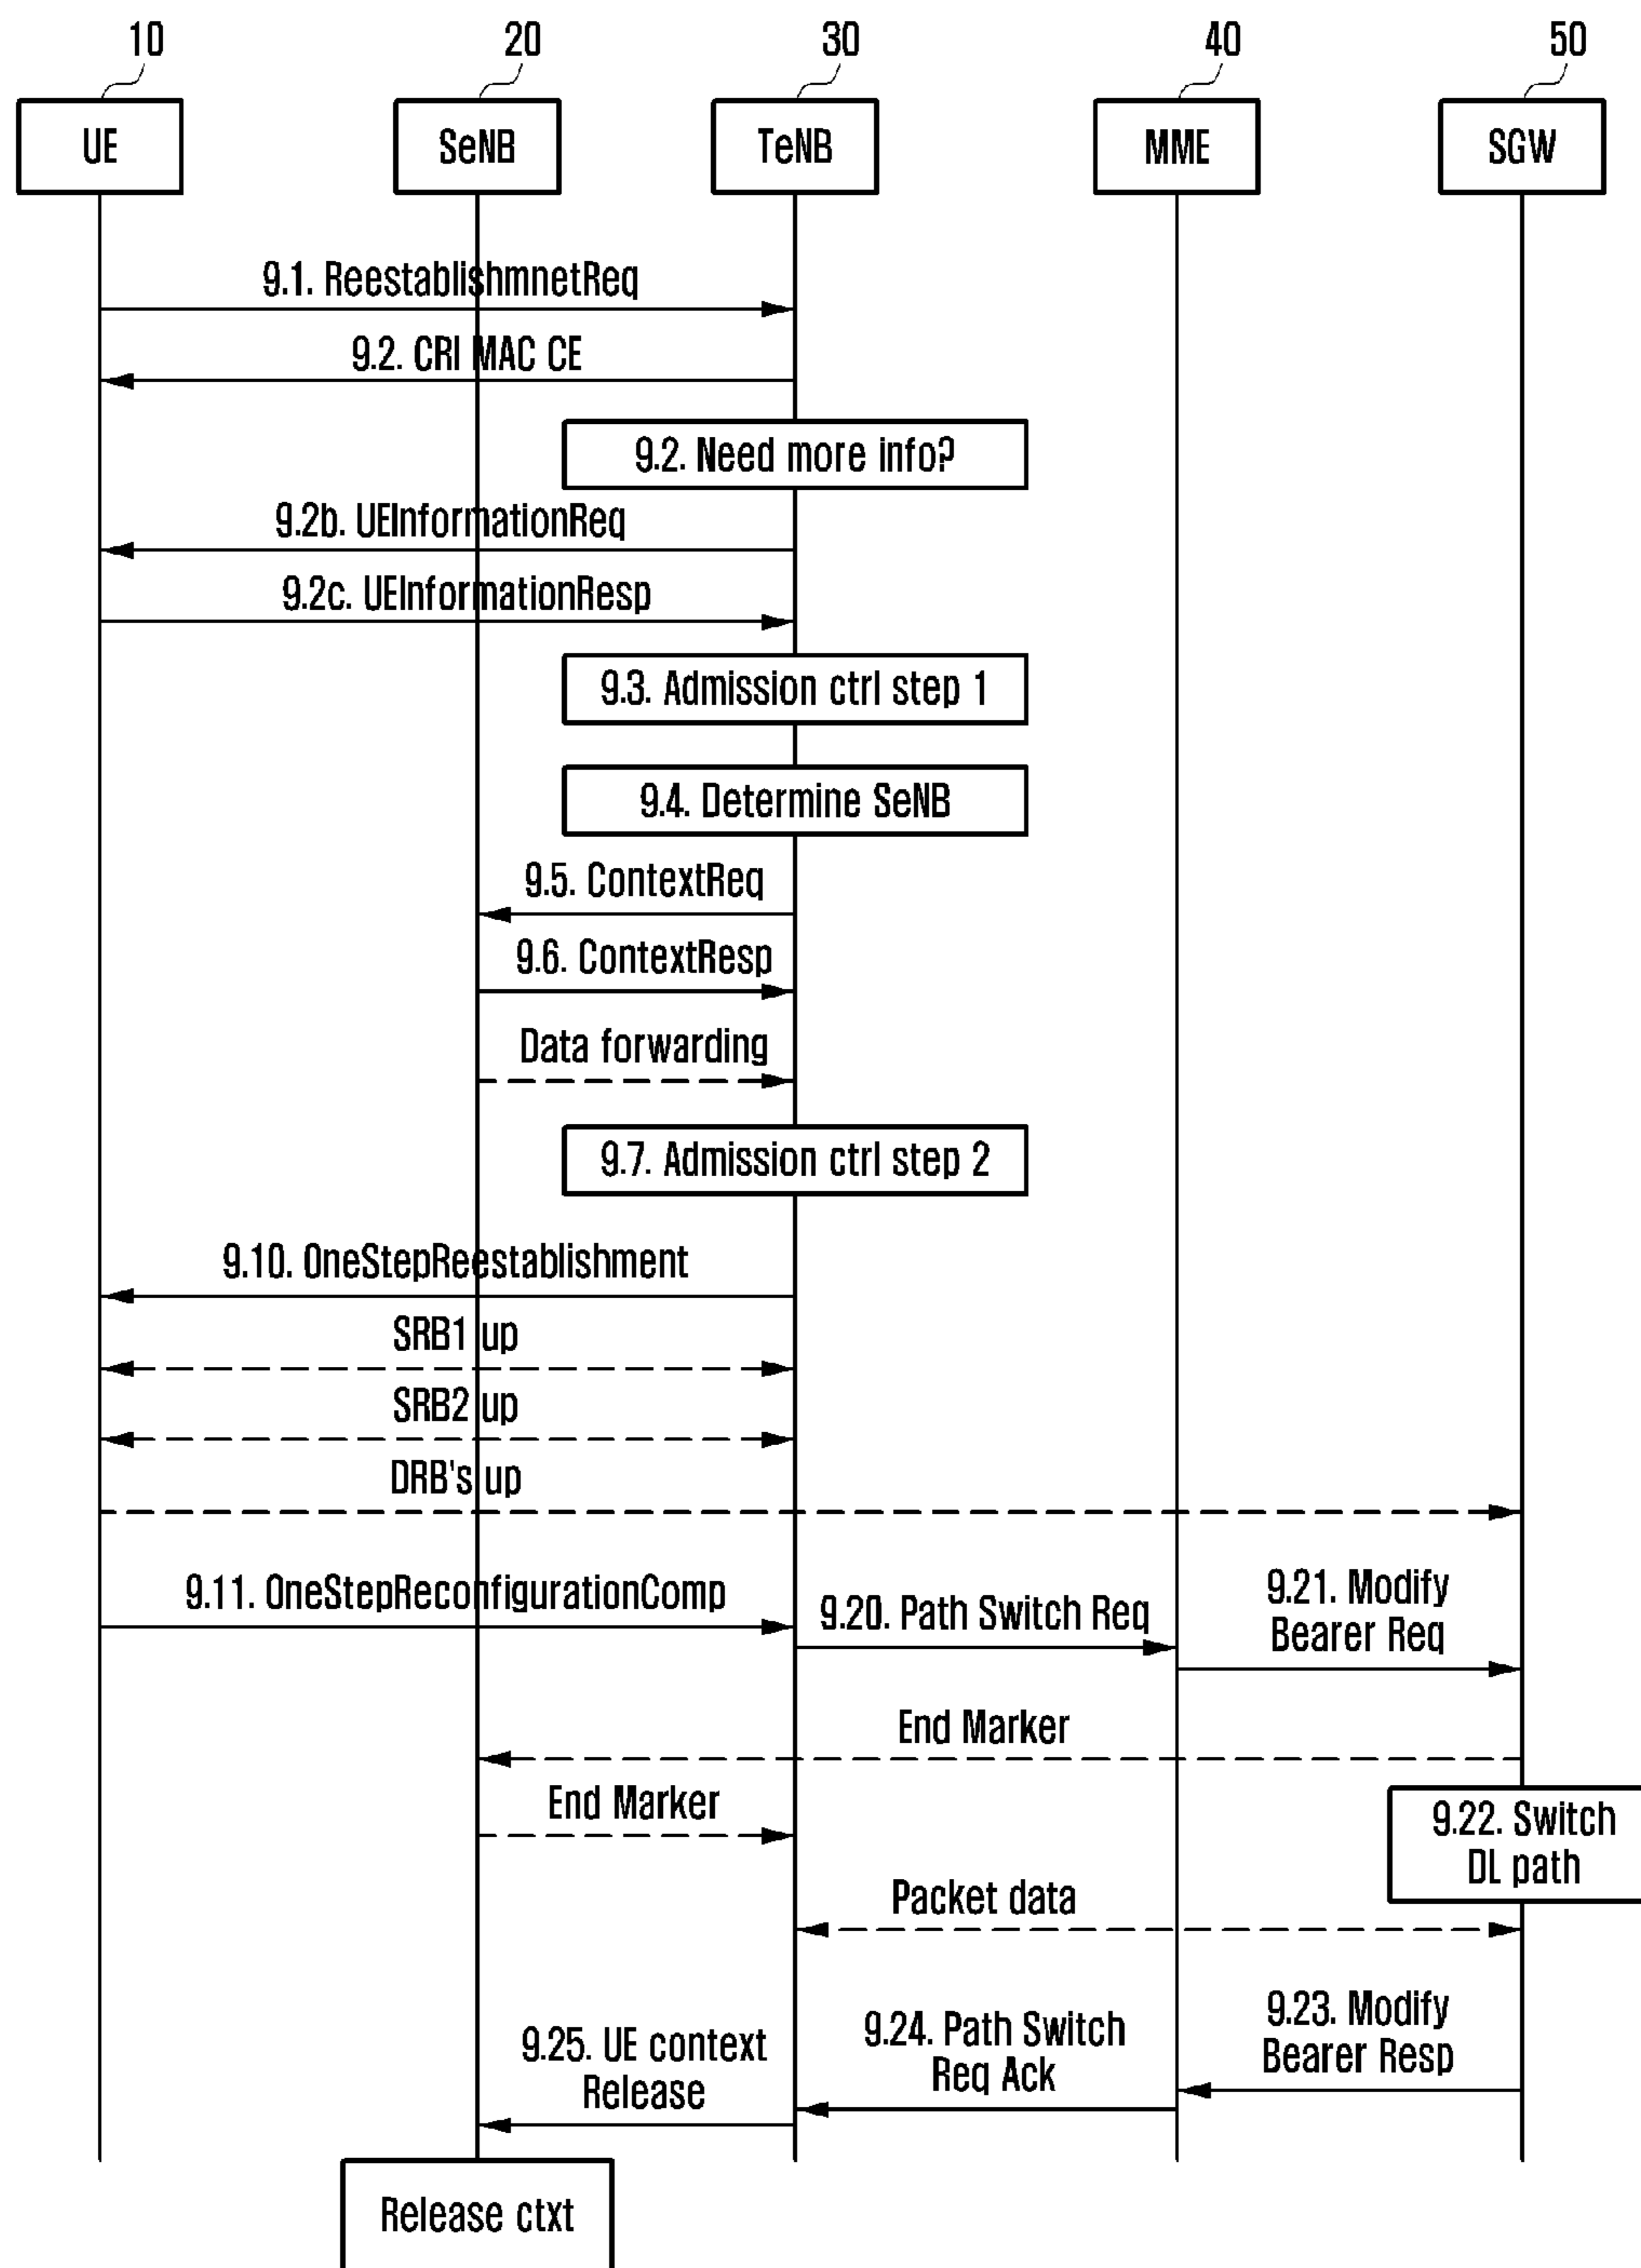 10
20
30
40
50
UE
SeNB
TeNB
MME
SGW
9.1. ReestablishmnetReq
9.2. CRI MAC CE
9.2. Need more info?
9.2b. UEInformationReq
9.2c. UEInformationResp
9.3. Admission ctrl step 1
9.4. Determine SeNB
9.5. ContextReq
9.6. ContextResp
Data forwarding
9.7. Admission ctrl step 2
9.10. OneStepReestablishment
SRB1 up
SRB2 up
DRB's up
9.11. OneStepReconfigurationComp
9.20. Path Switch Req
9.21. Modify
Bearer Req
End Marker
End Marker
9.22. Switch
DL path
Packet data
9.23. Modify
Bearer Resp
9.24. Path Switch
Req Ack
9.25. UE context
Release
Release ctxt